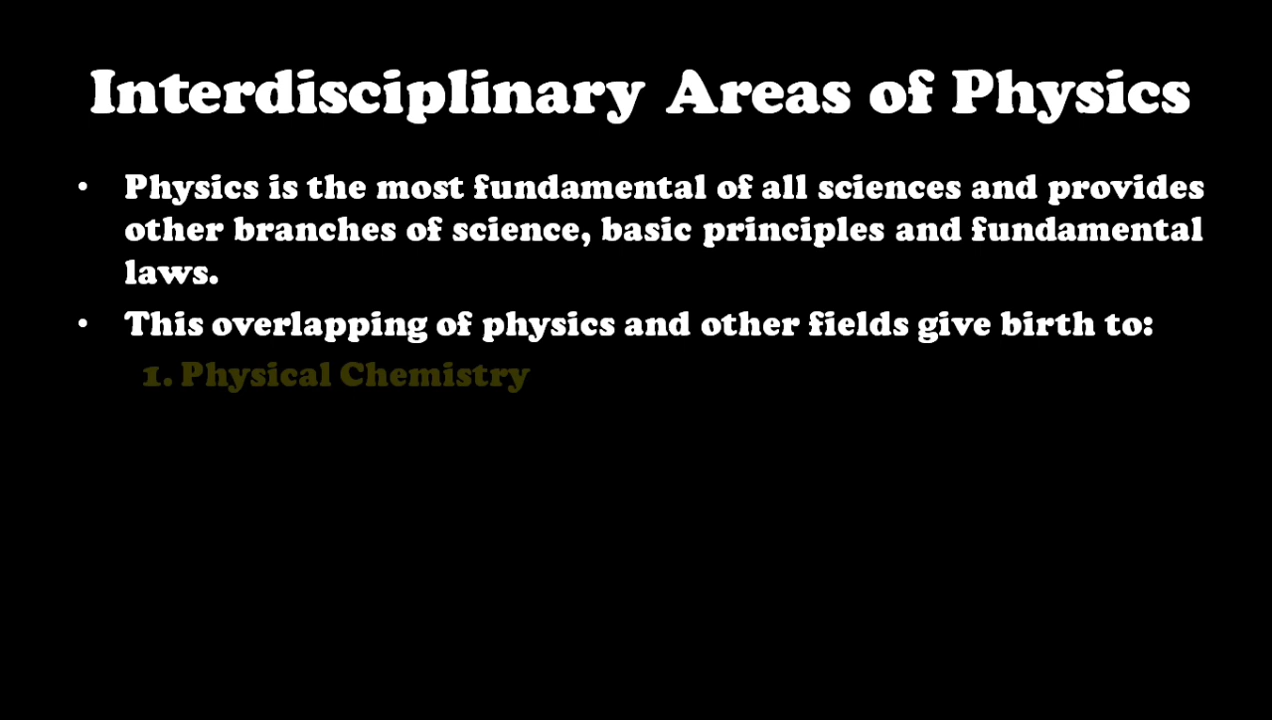 Interdisciplinary Areas of Physics
• Physics is the most fundamental of all sciences and provides
other branches of science, basic principles and fundamental
laws.
• This overlapping of physics and other fields give birth to:
1. Physical Chemistry